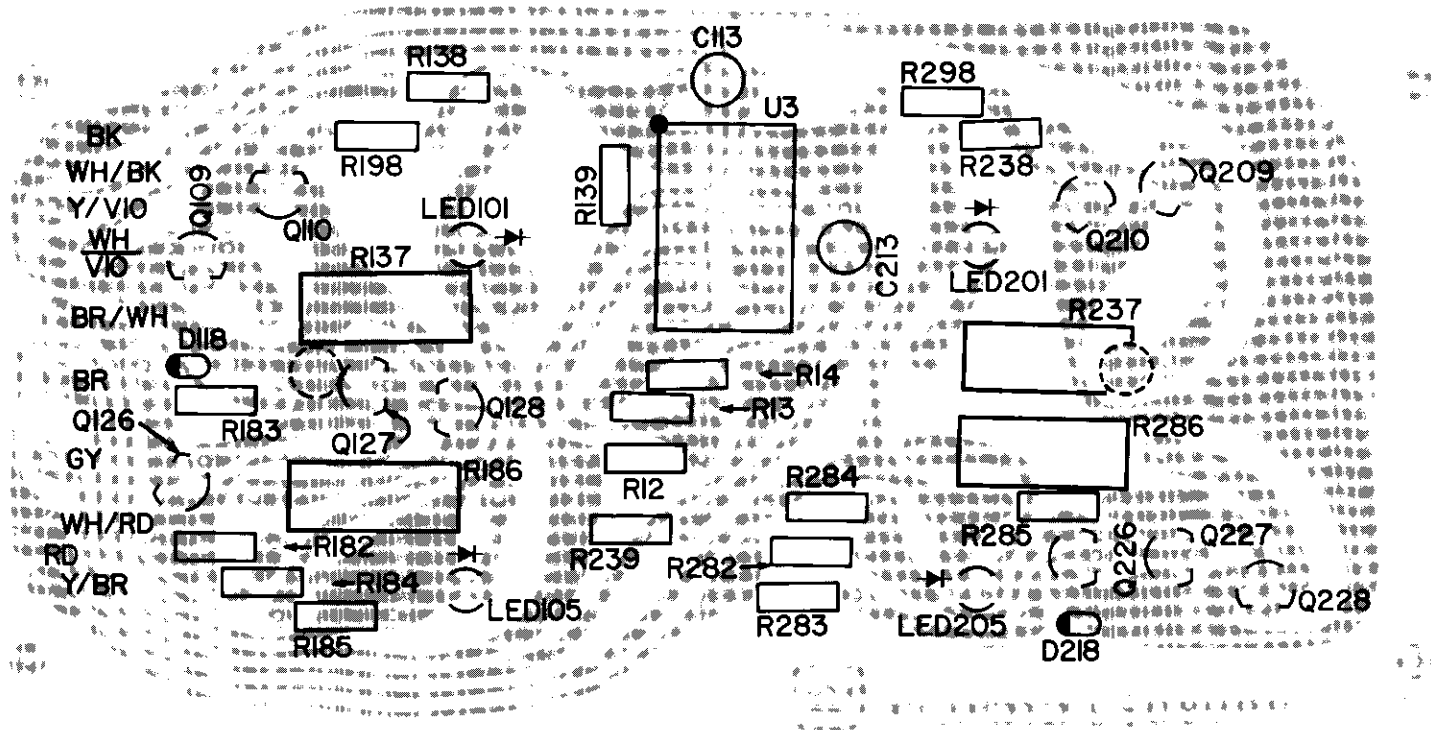 C113
R138
R298
U3
BK
R198
R238
WH/BK
Q109
R139
Q209
Y/VIO
LED101
Q110
Q210
WH
VIO
R137
C213
LED201
BR/WH
R237
D118
BR
R14
Q128
R13
Q126
R183
Q127
R286
GY
R186
R12
R284
WH/RD
R285
Q226
Q227
RD
R182
R239
R282
Y/BR
R184
LED105
R283
LED205
Q228
R185
D218